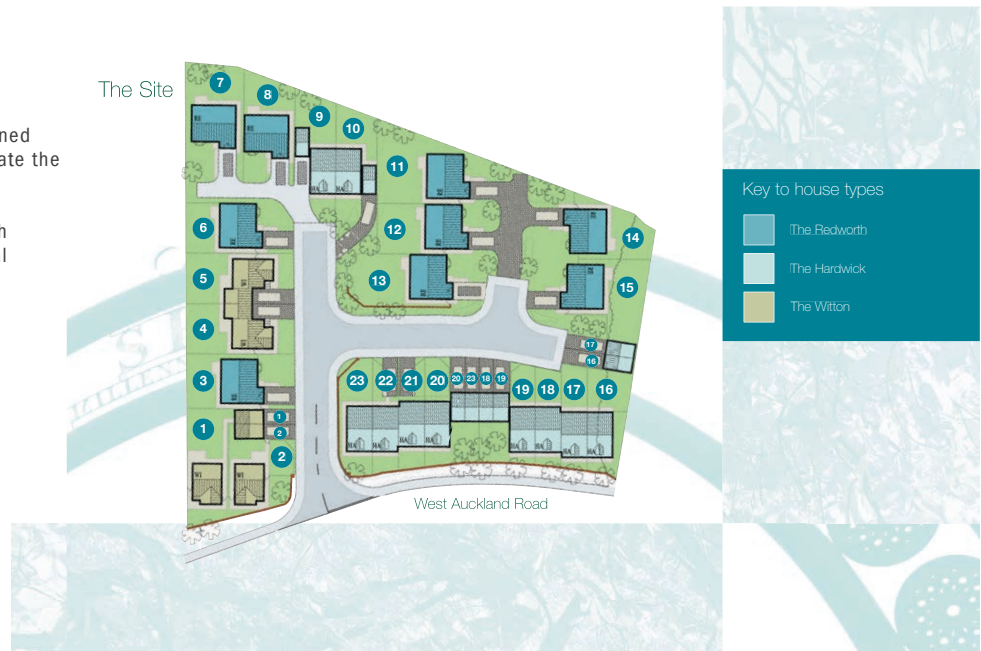 The Site
ned
ate the
h
l
7
8
9
10
11
6
12
14
5
13
15
4
17
16
3
23 22 21 20
20 23 18 19
19 18 17 16
1
1
2
2
West Auckland Road
Key to house types
The Redworth
The Hardwick
The Witton